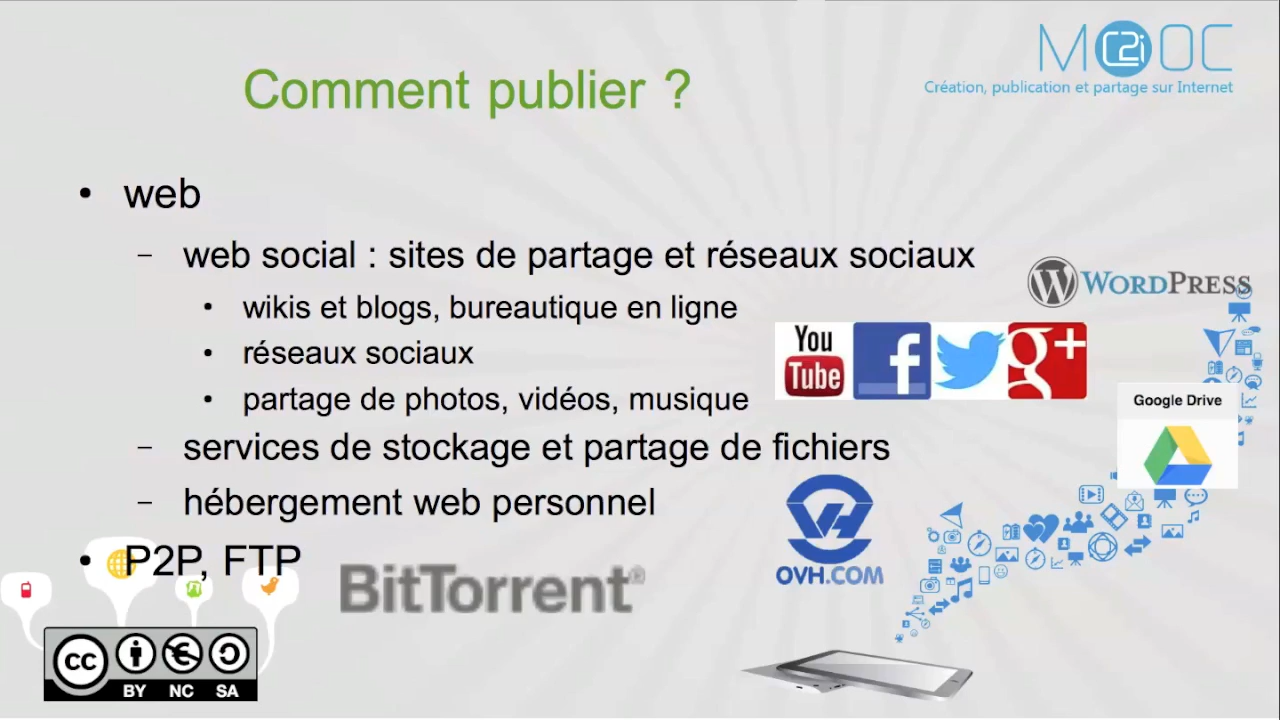 MOOC
C2i
Création, publication et partage sur Internet
Comment publier ?
• web
– web social : sites de partage et réseaux sociaux
• wikis et blogs, bureautique en ligne
• réseaux sociaux
• partage de photos, vidéos, musique
– services de stockage et partage de fichiers
– hébergement web personnel
• P2P, FTP
WORDPRESS
You
Tube
f
g+
Google Drive
OVH.COM
BitTorrent®
cc
BY NC SA